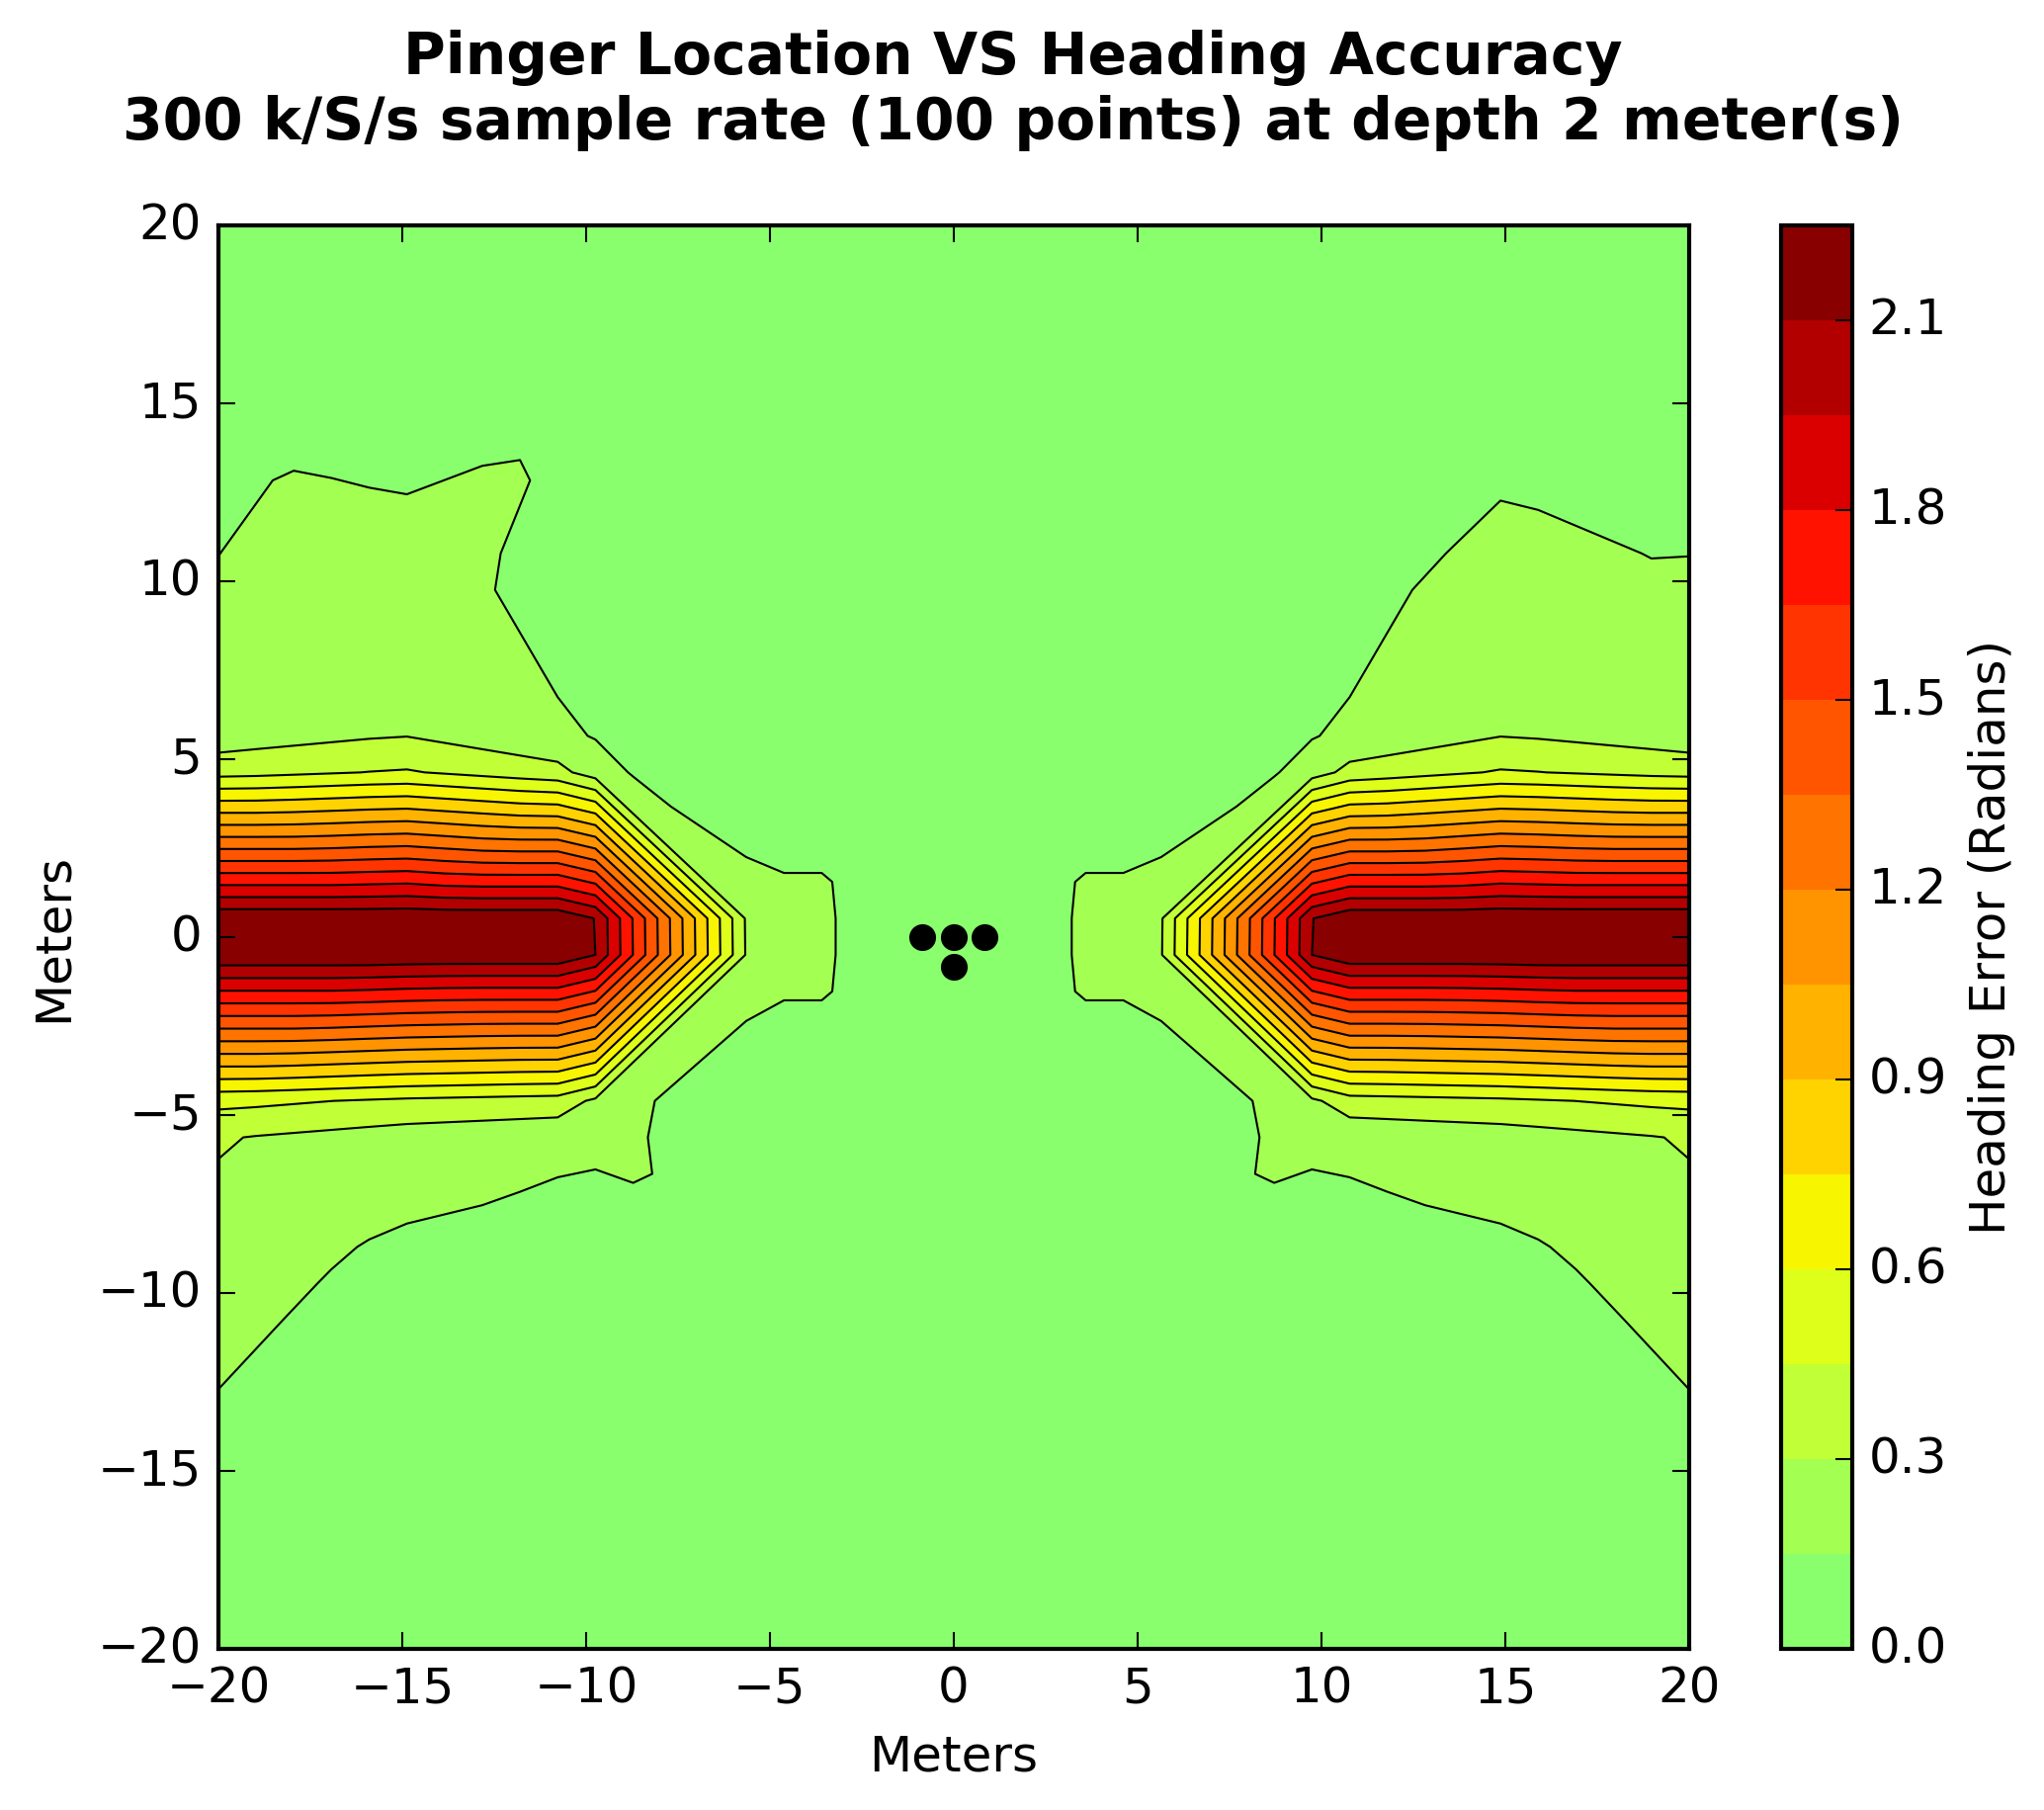 Pinger Location VS Heading Accuracy
300 k/S/s sample rate (100 points) at depth 2 meter(s)
20
15
10
5
0
−5
−10
−15
−20
Meters
−20 −15 −10 −5 0 5 10 15 20
Meters
2.1
1.8
1.5
1.2
0.9
0.6
0.3
0.0
Heading Error (Radians)